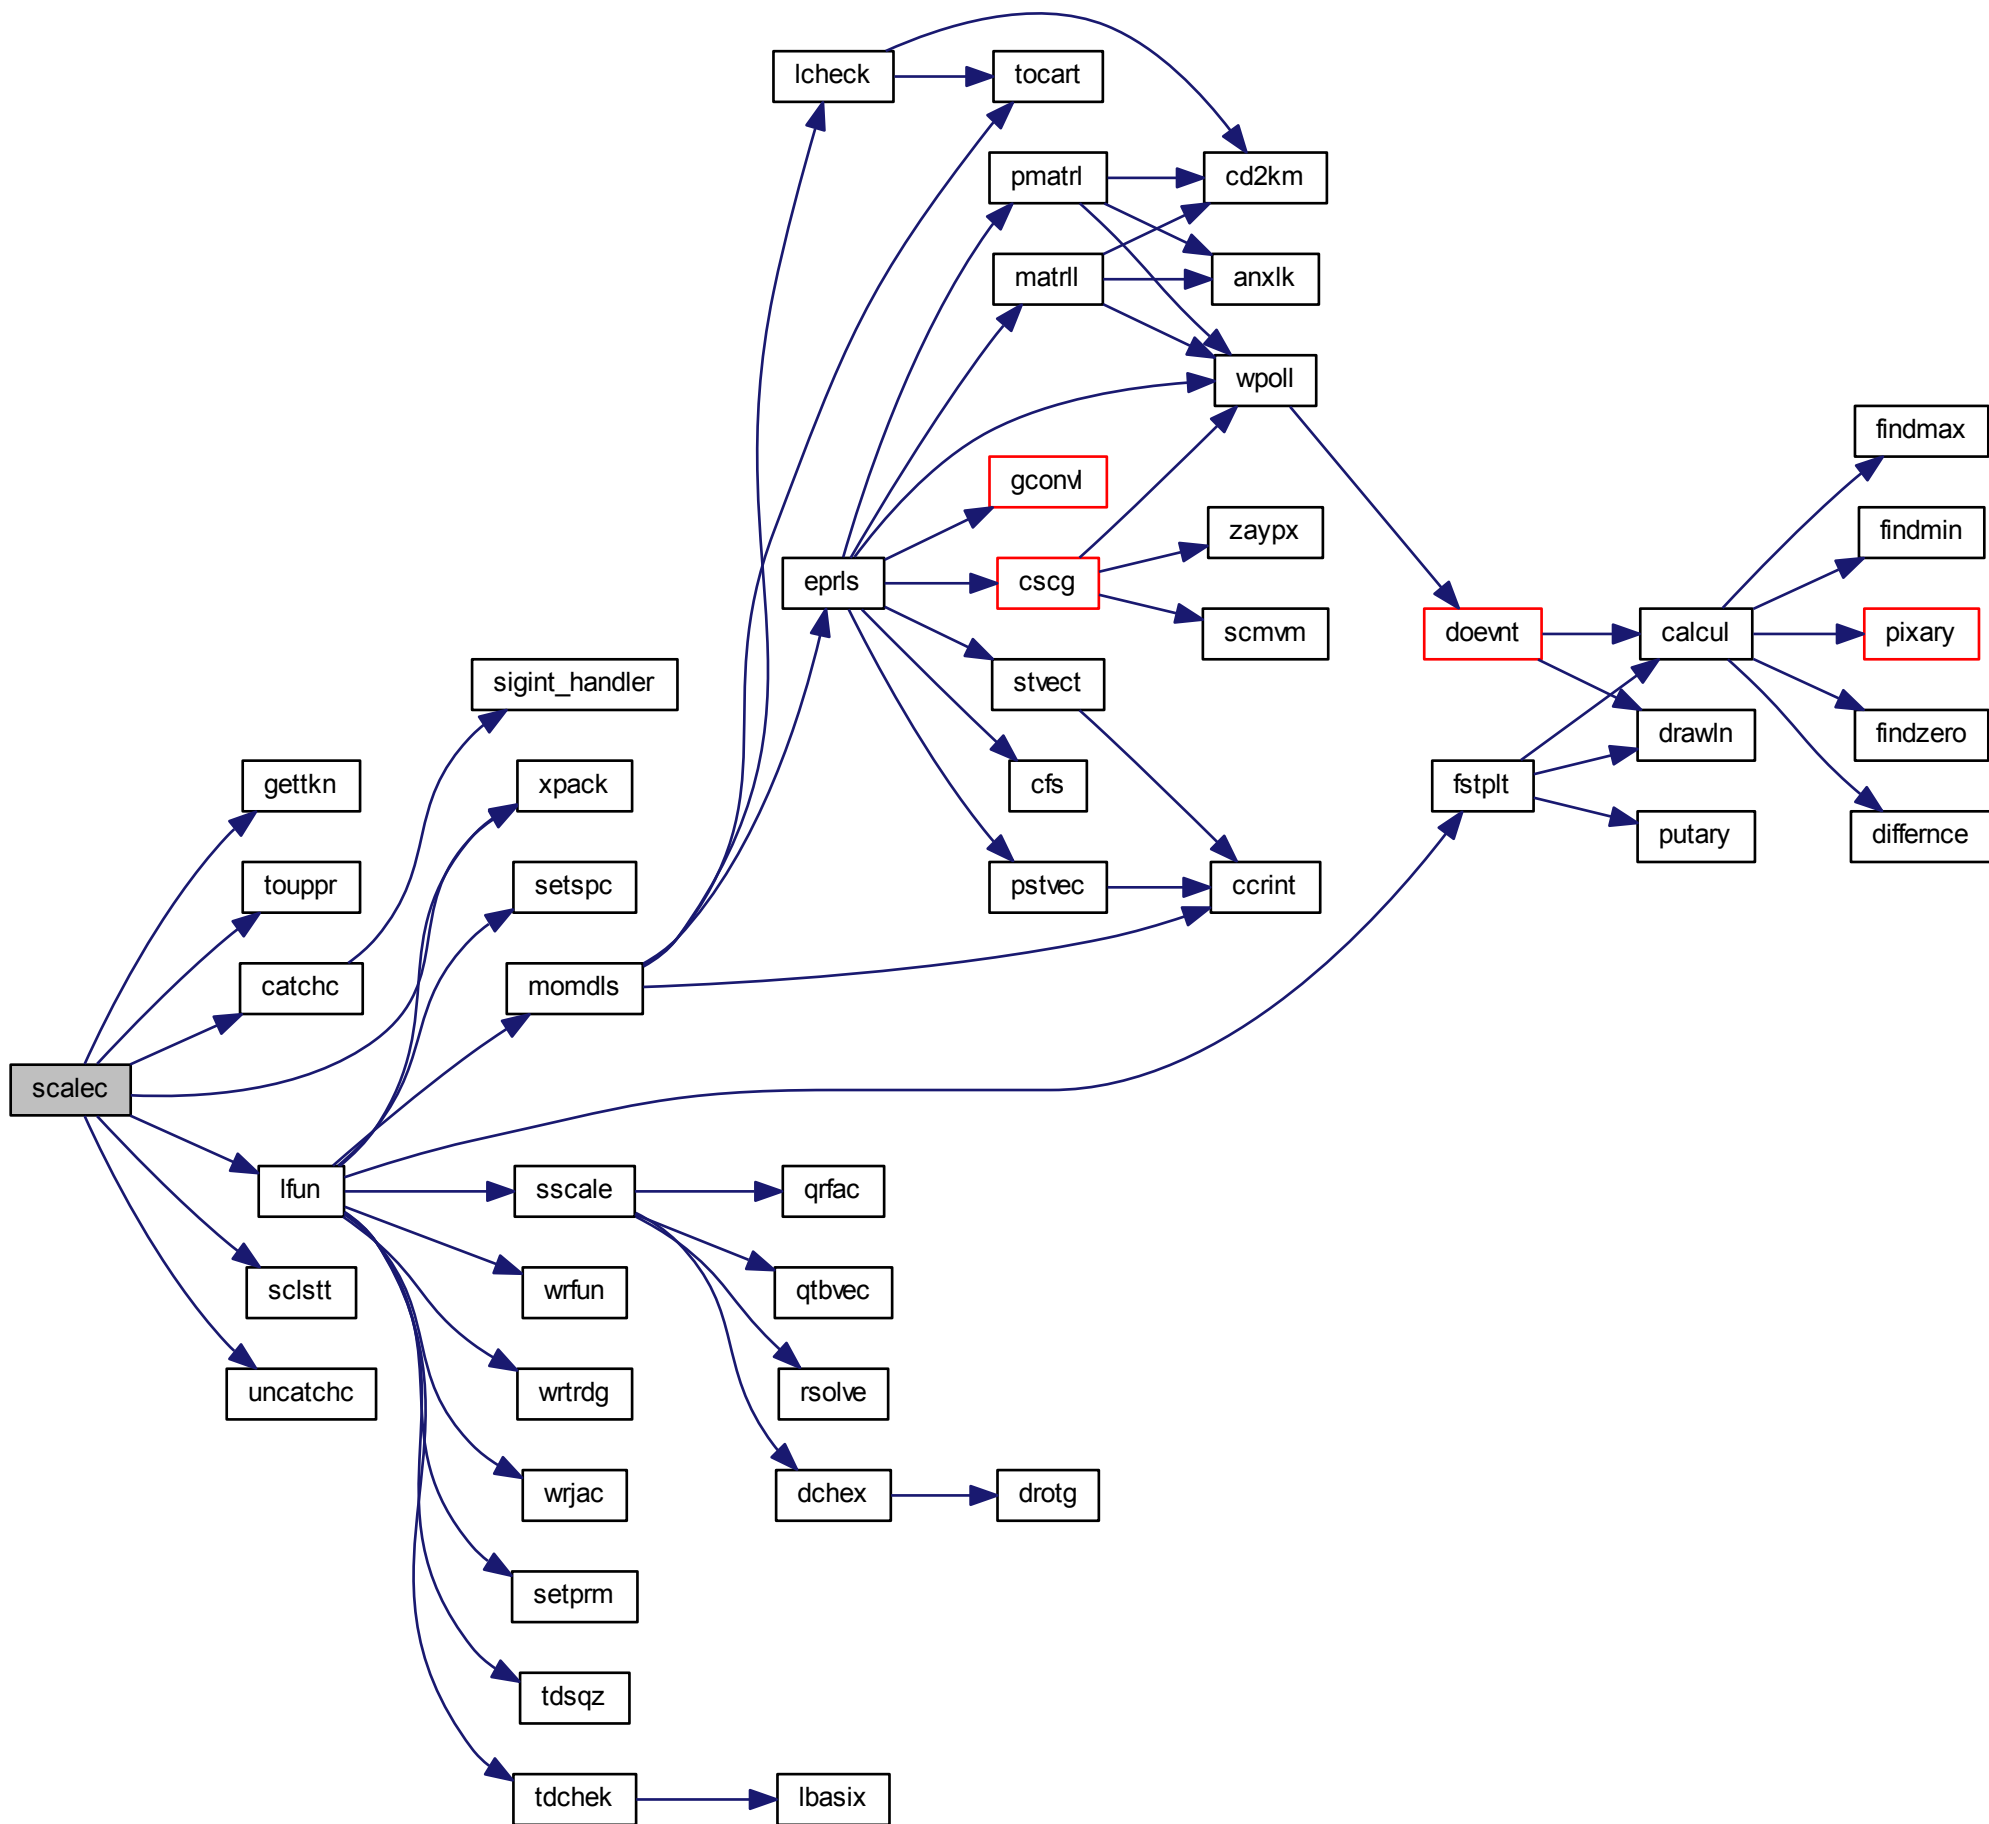 lcheck
tocart
pmatrl
cd2km
matrll
anxlk
wpoll
findmax
gconvl
zaypx
findmin
eprls
cscg
scmvm
doevnt
calcul
pixary
sigint_handler
stvect
drawln
findzero
gettkn
xpack
cfs
fstplt
putary
differnce
touppr
setspc
pstvec
ccrint
catchc
momdls
scalec
lfun
sscale
qrfac
sclstt
wrfun
qtbvec
uncatchc
wrtrdg
rsolve
wrjac
dchex
drotg
setprm
tdsqz
tdchek
lbasix